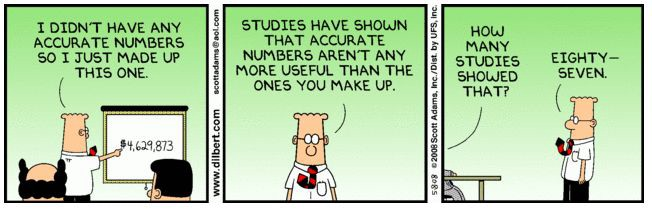 I DIDN'T HAVE ANY
ACCURATE NUMBERS
SO I JUST MADE UP
THIS ONE.
$4,629,873
www.dilbert.com
scottadams@aol.com
STUDIES HAVE SHOWN
THAT ACCURATE
NUMBERS AREN'T ANY
MORE USEFUL THAN THE
ONES YOU MAKE UP.
5-8-08 © 2008 Scott Adams, Inc./Dist. by UFS, Inc.
HOW
MANY
STUDIES
SHOWED
THAT?
EIGHTY-
SEVEN.